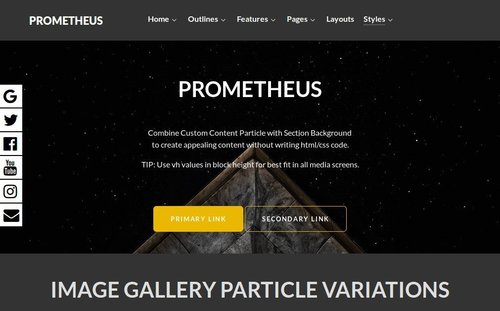 PROMETHEUS
Home Outlines Features Pages Layouts Styles
PROMETHEUS
Combine Custom Content Particle with Section Background
to create appealing content without writing html/css code.
TIP: Use vh values in block height for best fit in all media screens.
PRIMARY LINK SECONDARY LINK
You
Tube
IMAGE GALLERY PARTICLE VARIATIONS